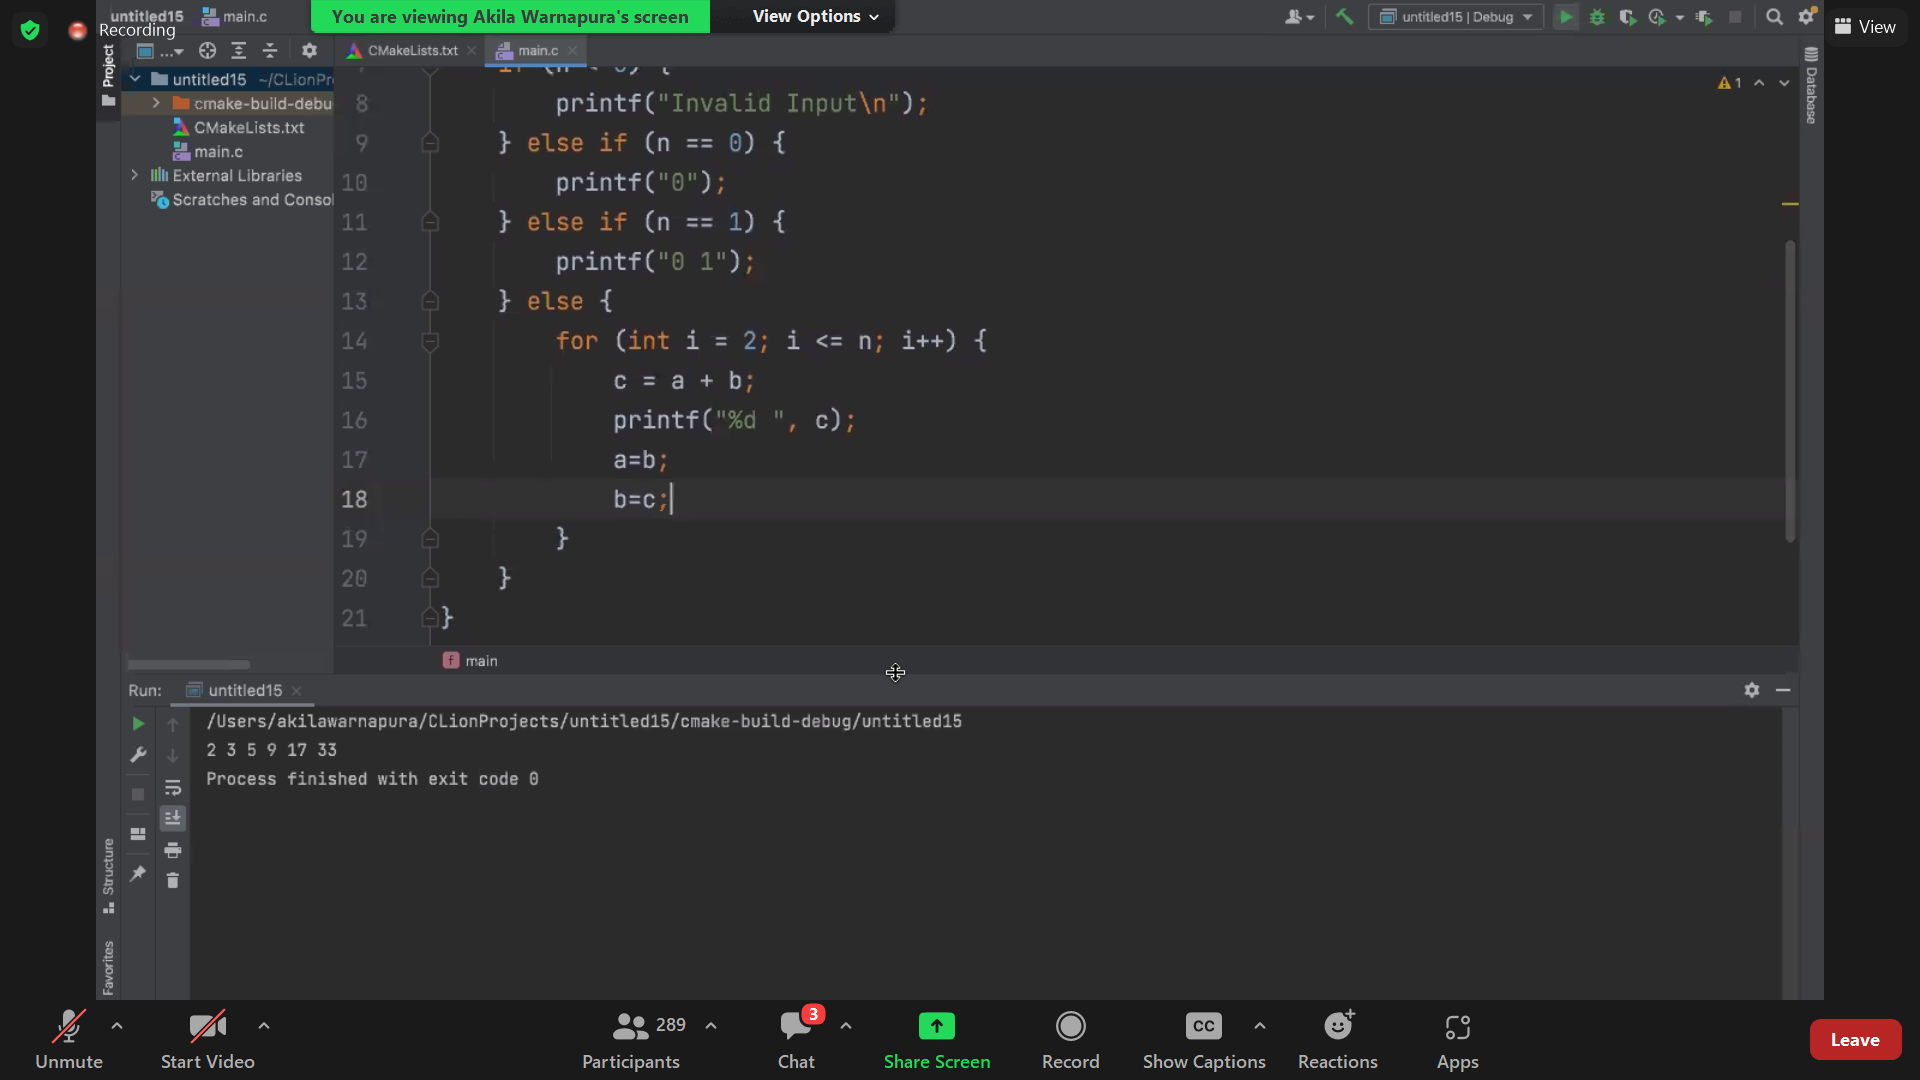 untitled15 main.c
Recording
You are viewing Akila Warnapura's screen
View Options
untitled15 | Debug
View
Project
...
CMakeLists.txt
main.c
untitled15 ~/CLionPr
cmake-build-debu
CMakeLists.txt
main.c
External Libraries
Scratches and Consol
1
Database
8 printf("Invalid Input\n");
9 } else if (n == 0) {
10 printf("0");
11 } else if (n == 1) {
12 printf("0 1");
13 } else {
14 for (int i = 2; i <= n; i++) {
15 c = a + b;
16 printf("%d ", c);
17 a=b;
18 b=c;
19 }
20 }
21 }
f main
Run: untitled15
/Users/akilawarnapura/CLionProjects/untitled15/cmake-build-debug/untitled15
2 3 5 9 17 33
Process finished with exit code 0
Structure
Favorites
Unmute
Start Video
289
Participants
3
Chat
Share Screen
Record
CC
Show Captions
Reactions
Apps
Leave